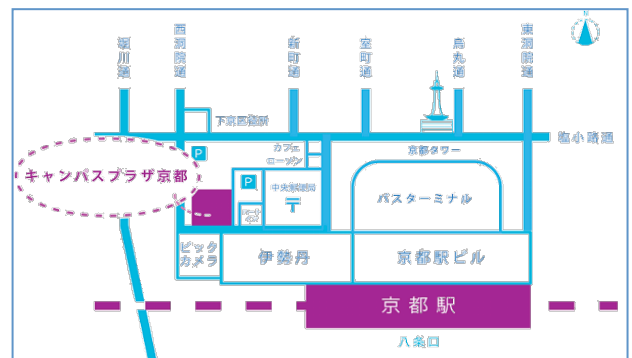 N
堀川通
西洞院通
新町通
室町通
烏丸通
東洞院通
下京区役所
塩小路通
カフェ
ローソン
京都タワー
P
キャンパスプラザ京都
P
中央郵便局
〒
バスターミナル
ビック
カメラ
伊勢丹
京都駅ビル
京都駅
八条口